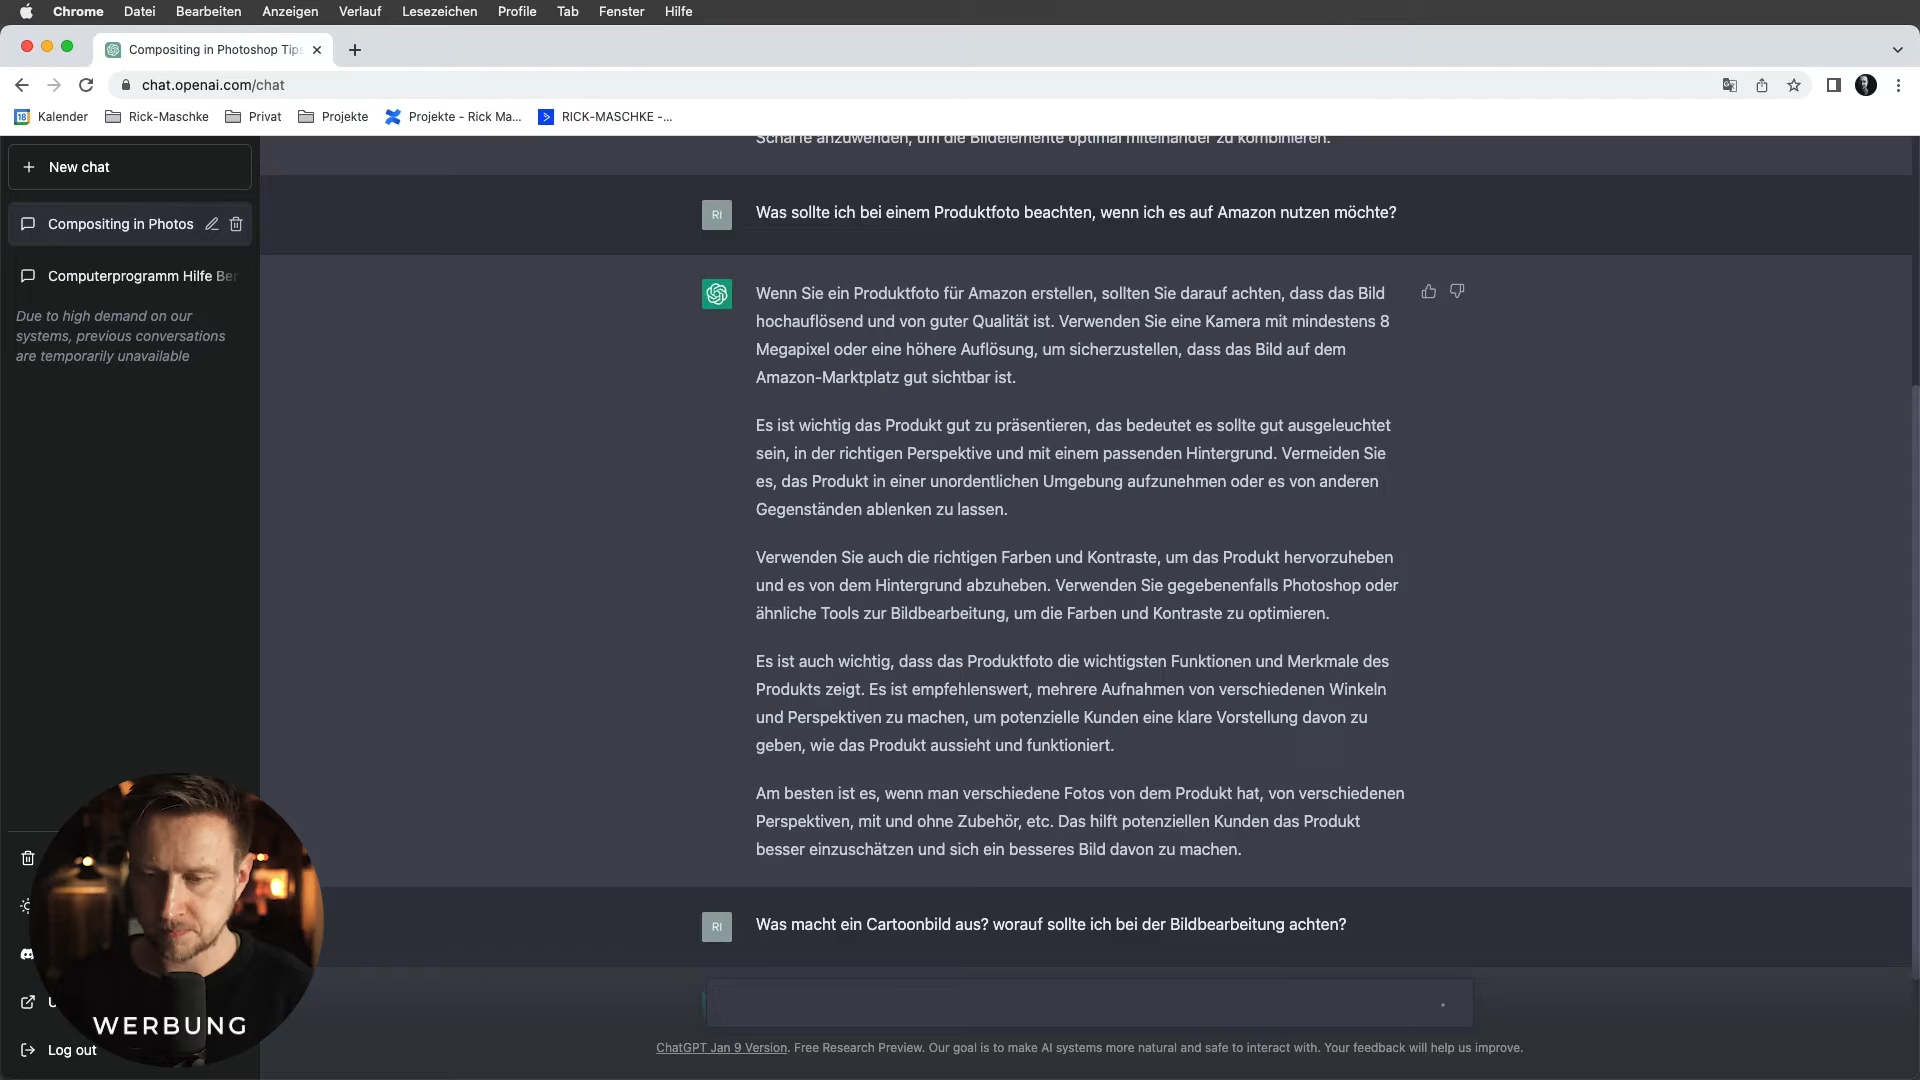 Chrome Datei Bearbeiten Anzeigen Verlauf Lesezeichen Profile Tab Fenster Hilfe
Compositing in Photoshop Tips
chat.openai.com/chat
18 Kalender Rick-Maschke Privat Projekte Projekte - Rick Ma... RICK-MASCHKE -...
Schärfe anzuwenden, um die Bildelemente optimal miteinander zu kombinieren.
New chat
Compositing in Photos
Computerprogramm Hilfe Ber
Due to high demand on our
systems, previous conversations
are temporarily unavailable
RI Was sollte ich bei einem Produktfoto beachten, wenn ich es auf Amazon nutzen möchte?
Wenn Sie ein Produktfoto für Amazon erstellen, sollten Sie darauf achten, dass das Bild
hochauflösend und von guter Qualität ist. Verwenden Sie eine Kamera mit mindestens 8
Megapixel oder eine höhere Auflösung, um sicherzustellen, dass das Bild auf dem
Amazon-Marktplatz gut sichtbar ist.
Es ist wichtig das Produkt gut zu präsentieren, das bedeutet es sollte gut ausgeleuchtet
sein, in der richtigen Perspektive und mit einem passenden Hintergrund. Vermeiden Sie
es, das Produkt in einer unordentlichen Umgebung aufzunehmen oder es von anderen
Gegenständen ablenken zu lassen.
Verwenden Sie auch die richtigen Farben und Kontraste, um das Produkt hervorzuheben
und es von dem Hintergrund abzuheben. Verwenden Sie gegebenenfalls Photoshop oder
ähnliche Tools zur Bildbearbeitung, um die Farben und Kontraste zu optimieren.
Es ist auch wichtig, dass das Produktfoto die wichtigsten Funktionen und Merkmale des
Produkts zeigt. Es ist empfehlenswert, mehrere Aufnahmen von verschiedenen Winkeln
und Perspektiven zu machen, um potenzielle Kunden eine klare Vorstellung davon zu
geben, wie das Produkt aussieht und funktioniert.
Am besten ist es, wenn man verschiedene Fotos von dem Produkt hat, von verschiedenen
Perspektiven, mit und ohne Zubehör, etc. Das hilft potenziellen Kunden das Produkt
besser einzuschätzen und sich ein besseres Bild davon zu machen.
RI Was macht ein Cartoonbild aus? worauf sollte ich bei der Bildbearbeitung achten?
WERBUNG
Log out
ChatGPT Jan 9 Version. Free Research Preview. Our goal is to make AI systems more natural and safe to interact with. Your feedback will help us improve.